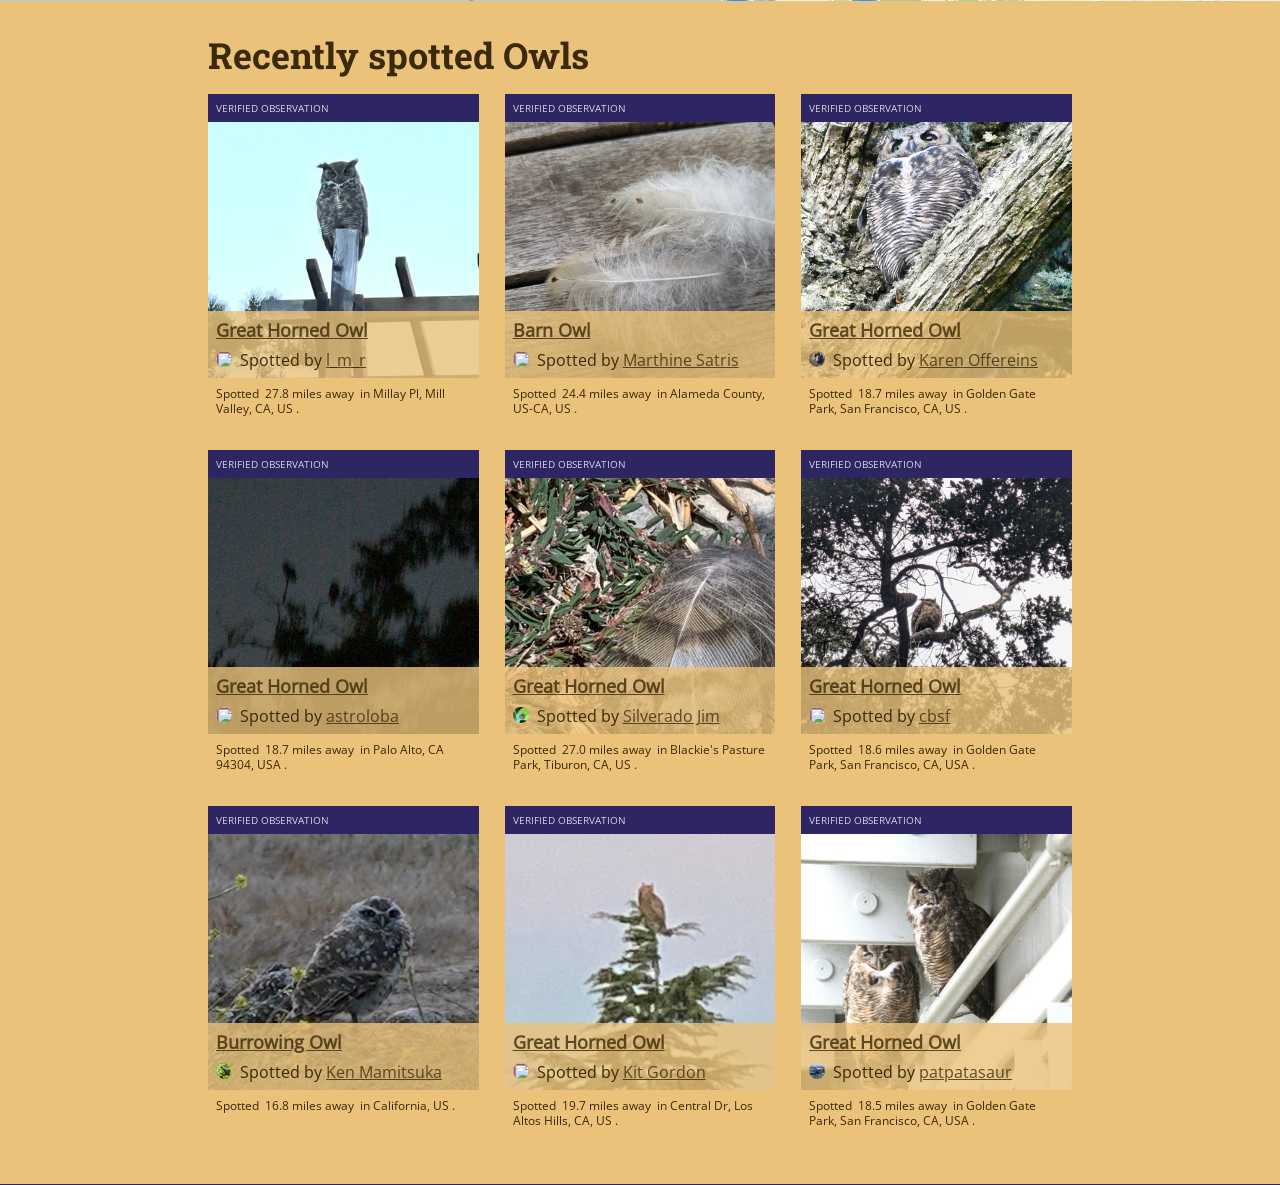 Recently spotted Owls
VERIFIED OBSERVATION
Great Horned Owl
Spotted by l_m_r
Spotted 27.8 miles away in Millay Pl, Mill
Valley, CA, US .
VERIFIED OBSERVATION
Barn Owl
Spotted by Marthine Satris
Spotted 24.4 miles away in Alameda County,
US-CA, US .
VERIFIED OBSERVATION
Great Horned Owl
Spotted by Karen Offereins
Spotted 18.7 miles away in Golden Gate
Park, San Francisco, CA, US .
VERIFIED OBSERVATION
Great Horned Owl
Spotted by astroloba
Spotted 18.7 miles away in Palo Alto, CA
94304, USA .
VERIFIED OBSERVATION
Great Horned Owl
Spotted by Silverado Jim
Spotted 27.0 miles away in Blackie's Pasture
Park, Tiburon, CA, US .
VERIFIED OBSERVATION
Great Horned Owl
Spotted by cbsf
Spotted 18.6 miles away in Golden Gate
Park, San Francisco, CA, USA .
VERIFIED OBSERVATION
Burrowing Owl
Spotted by Ken Mamitsuka
Spotted 16.8 miles away in California, US .
VERIFIED OBSERVATION
Great Horned Owl
Spotted by Kit Gordon
Spotted 19.7 miles away in Central Dr, Los
Altos Hills, CA, US .
VERIFIED OBSERVATION
Great Horned Owl
Spotted by patpatasaur
Spotted 18.5 miles away in Golden Gate
Park, San Francisco, CA, USA .